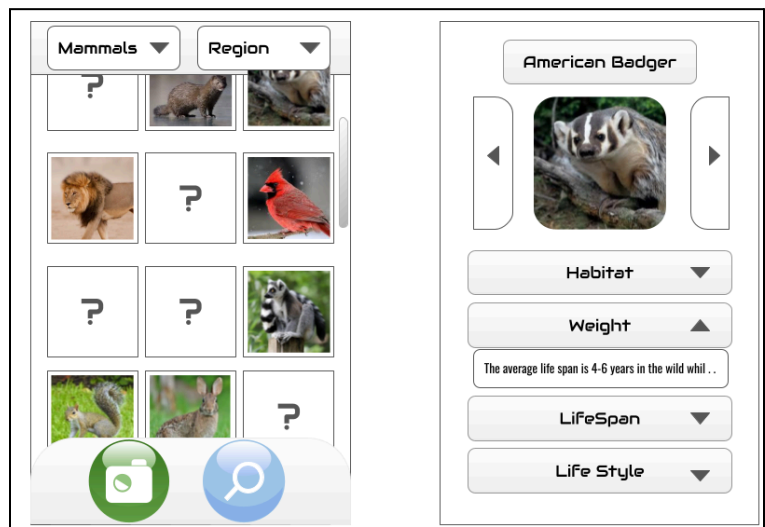 Mammals
Region
?
?
?
?
?
American Badger
Habitat
Weight
The average life span is 4-6 years in the wild whil . .
LifeSpan
Life Style